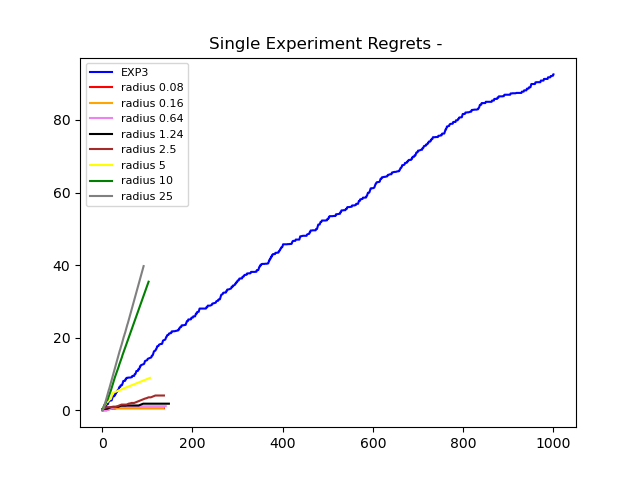 Single Experiment Regrets -
EXP3
radius 0.08
radius 0.16
radius 0.64
radius 1.24
radius 2.5
radius 5
radius 10
radius 25
80
60
40
20
0
0 200 400 600 800 1000